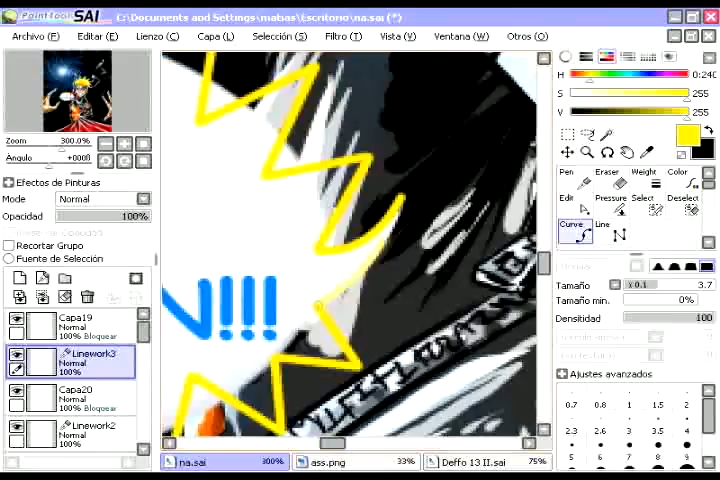 PaintTool SAI C:\Documents and Settings\matias\Escritorio\na.sai (*)
Archivo (F) Editar (E) Lienzo (C) Capa (L) Selección (S) Filtro (T) Vista (V) Ventana (W) Otros (O)
Zoom 300.0%
Angulo +000ß
Efectos de Pinturas
Mode Normal
Opacidad 100%
Recortar Grupo
Fuente de Selección
Capa19
Normal
100% Bloquear
Linework3
Normal
100%
Capa20
Normal
100% Bloquear
Linework2
Normal
100%
!!!
na.sai 300% ass.png 33% Deffo 13 II.sai 75%
H 0:240
S 255
V 255
Pen Eraser Weight Color
Edit Pressure Select Deselect
Curve Line
Tamaño x 0.1 3.7
Tamaño min. 0%
Densitidad 100
Ajustes avanzados
0.7 0.8 1 1.5 2
2.3 2.6 3 3.5 4
5 6 7 8 9